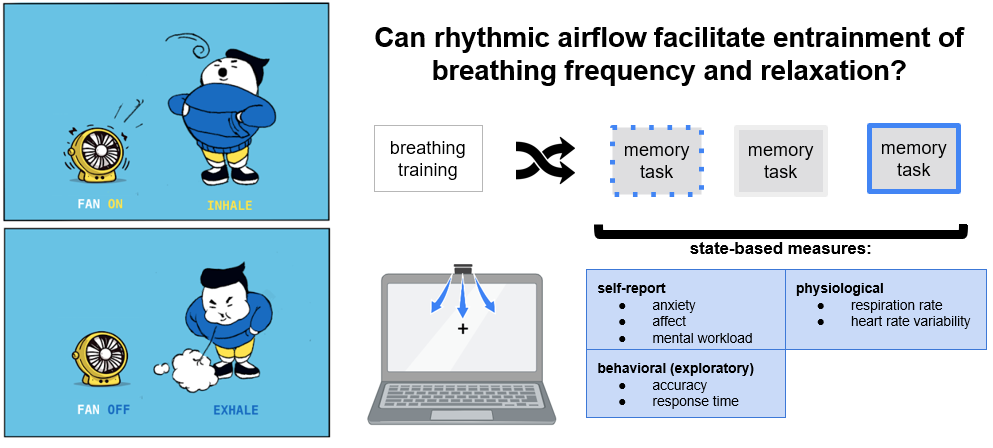 FAN ON
INHALE
FAN OFF
EXHALE
Can rhythmic airflow facilitate entrainment of
breathing frequency and relaxation?
breathing
training
memory
task
memory
task
memory
task
state-based measures:
self-report
● anxiety
● affect
● mental workload
physiological
● respiration rate
● heart rate variability
behavioral (exploratory)
● accuracy
● response time